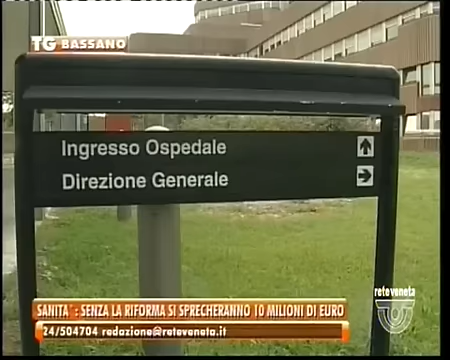 TG BASSANO
Ingresso Ospedale
Direzione Generale
reteveneta
SANITA`: SENZA LA RIFORMA SI SPRECHERANNO 10 MILIONI DI EURO
24/504704 redazione@reteveneta.it